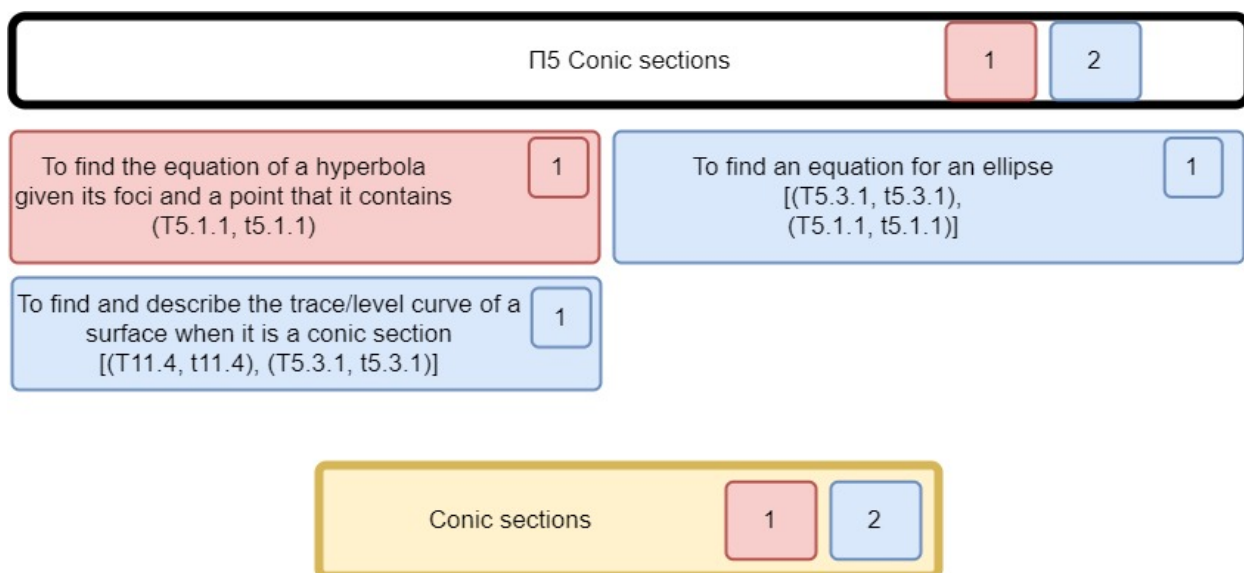 П5 Conic sections
1
2
To find the equation of a hyperbola
given its foci and a point that it contains
(T5.1.1, t5.1.1)
1
To find an equation for an ellipse
[(T5.3.1, t5.3.1),
(T5.1.1, t5.1.1)]
1
To find and describe the trace/level curve of a
surface when it is a conic section
[(T11.4, t11.4), (T5.3.1, t5.3.1)]
1
Conic sections
1
2